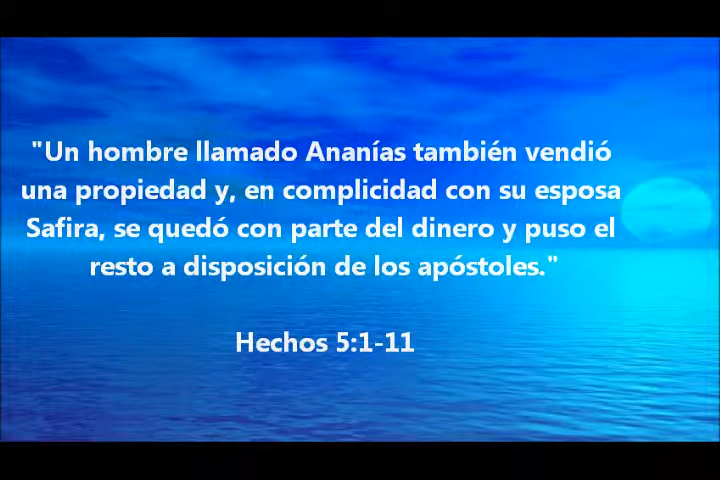 "Un hombre llamado Ananías también vendió
una propiedad y, en complicidad con su esposa
Safira, se quedó con parte del dinero y puso el
resto a disposición de los apóstoles."
Hechos 5:1-11